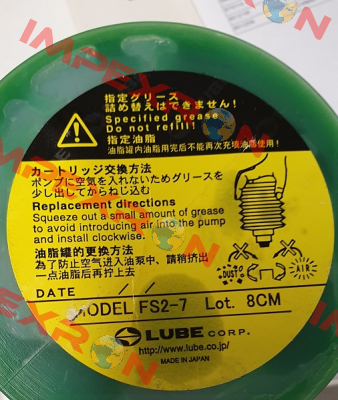 指定グリース
詰め替えはできません!
Specified grease
Do not refill!
指定油脂
油脂罐内油脂用完后不能再次充填油脂使用!
カートリッジ交換方法
ポンプに空気を入れないためグリースを
少し出してからねじ込む
Replacement directions
Squeeze out a small amount of grease
to avoid introducing air into the pump
and install clockwise.
油脂罐的更换方法
為了防止空气进入油泵中、請稍挤出
一点油脂后再拧上去
DUST
AIR
DATE
MODEL FS2-7 Lot. 8CM
LUBE CORP.
http://www.lube.co.jp/
MADE IN JAPAN
IMPEXRON
IMPEXRON